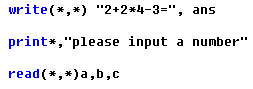 write(*,*) "2+2*4-3=", ans
print*,"please input a number"
read(*,*)a,b,c